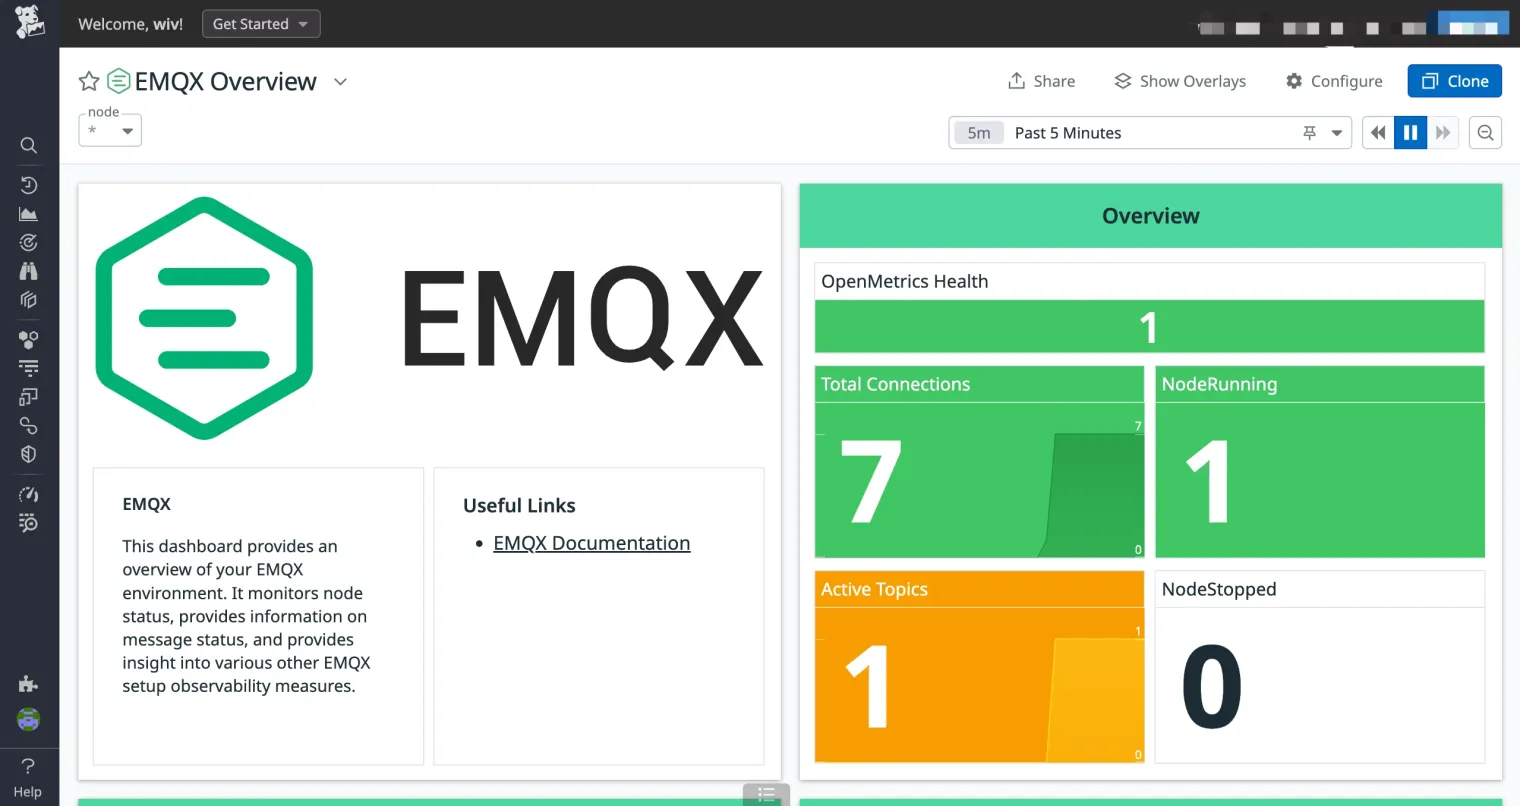 Welcome, wiv!
Get Started
EMQX Overview
Share
Show Overlays
Configure
Clone
node
*
5m
Past 5 Minutes
EMQX
EMQX
This dashboard provides an
overview of your EMQX
environment. It monitors node
status, provides information on
message status, and provides
insight into various other EMQX
setup observability measures.
Useful Links
EMQX Documentation
Overview
OpenMetrics Health
1
Total Connections
7
7
0
NodeRunning
1
Active Topics
1
1
0
NodeStopped
0
Help